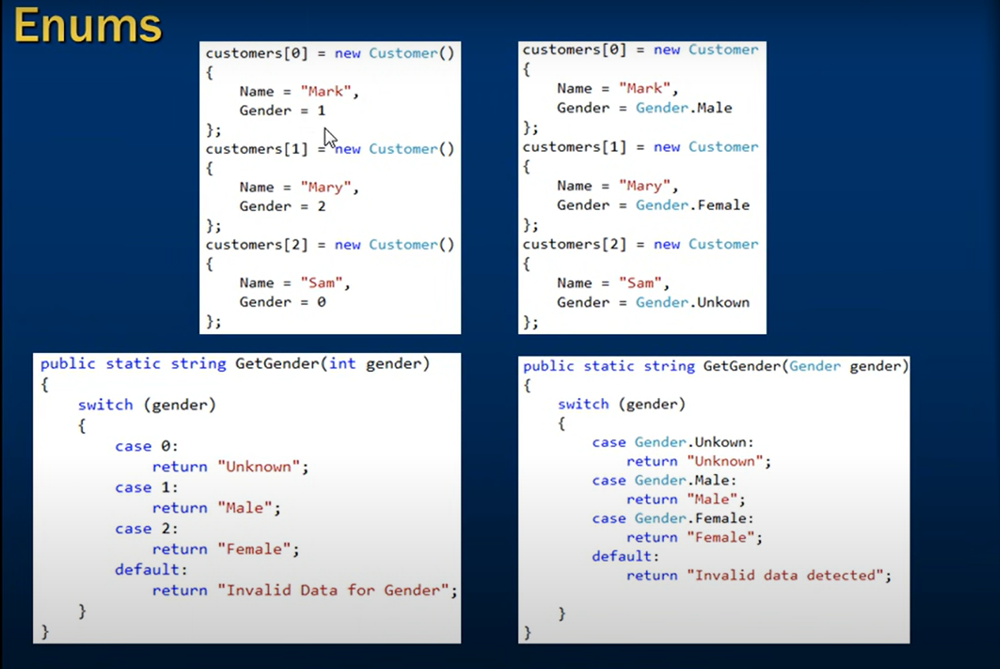 Enums
customers[0] = new Customer()
{
Name = "Mark",
Gender = 1
};
customers[1] = new Customer()
{
Name = "Mary",
Gender = 2
};
customers[2] = new Customer()
{
Name = "Sam",
Gender = 0
};
customers[0] = new Customer
{
Name = "Mark",
Gender = Gender.Male
};
customers[1] = new Customer
{
Name = "Mary",
Gender = Gender.Female
};
customers[2] = new Customer
{
Name = "Sam",
Gender = Gender.Unkown
};
public static string GetGender(int gender)
{
switch (gender)
{
case 0:
return "Unknown";
case 1:
return "Male";
case 2:
return "Female";
default:
return "Invalid Data for Gender";
}
}
public static string GetGender(Gender gender)
{
switch (gender)
{
case Gender.Unkown:
return "Unknown";
case Gender.Male:
return "Male";
case Gender.Female:
return "Female";
default:
return "Invalid data detected";
}
}